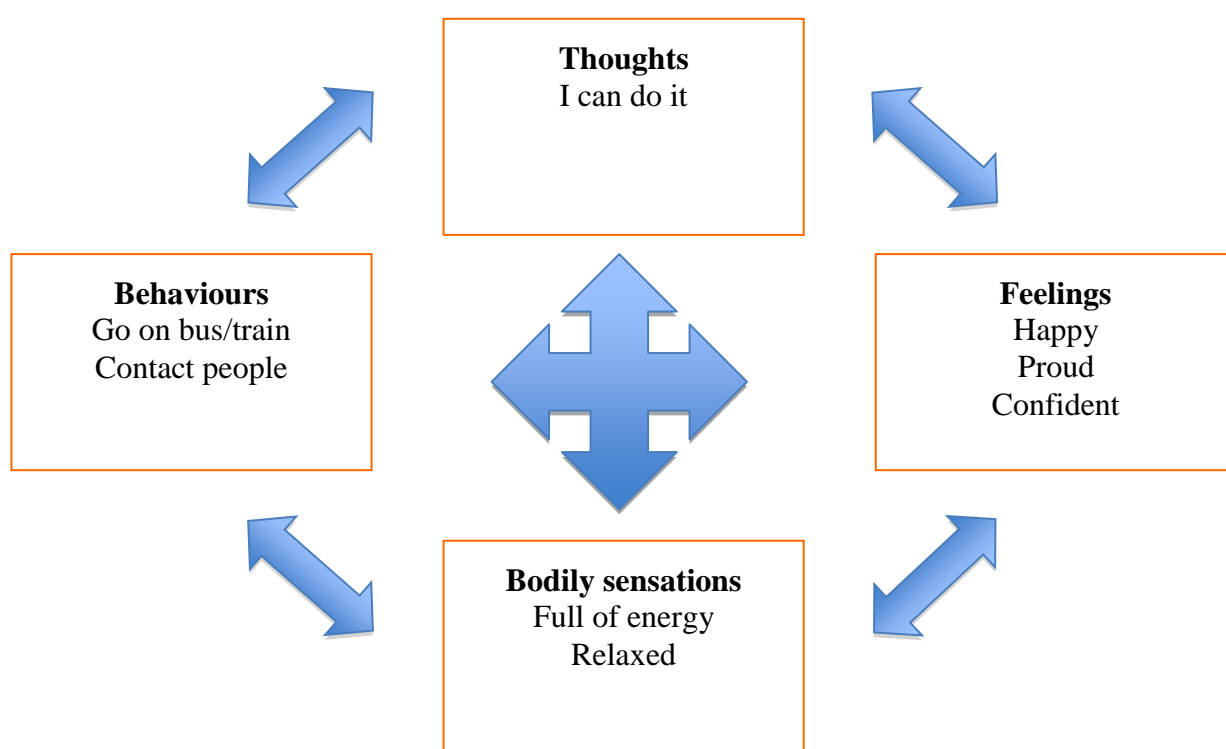 Thoughts
I can do it
Behaviours
Go on bus/train
Contact people
Feelings
Happy
Proud
Confident
Bodily sensations
Full of energy
Relaxed